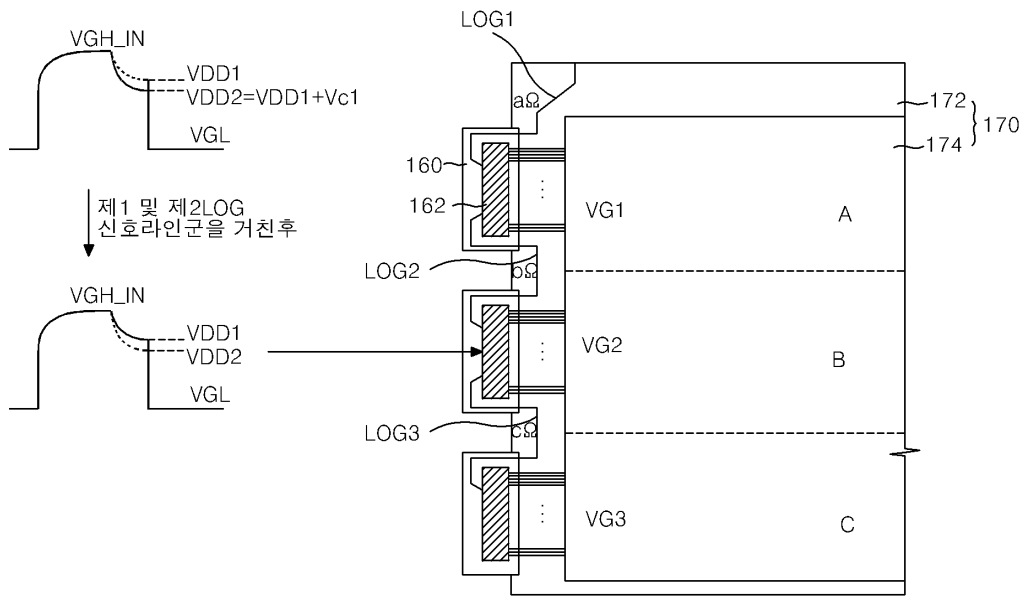 VGH_IN
VDD1
VDD2=VDD1+Vc1
VGL
제1 및 제2LOG
신호라인군을 거친후
VGH_IN
VDD1
VDD2
VGL
LOG1
aΩ
172
170
174
160
162
VG1
A
LOG2
bΩ
VG2
B
LOG3
cΩ
VG3
C